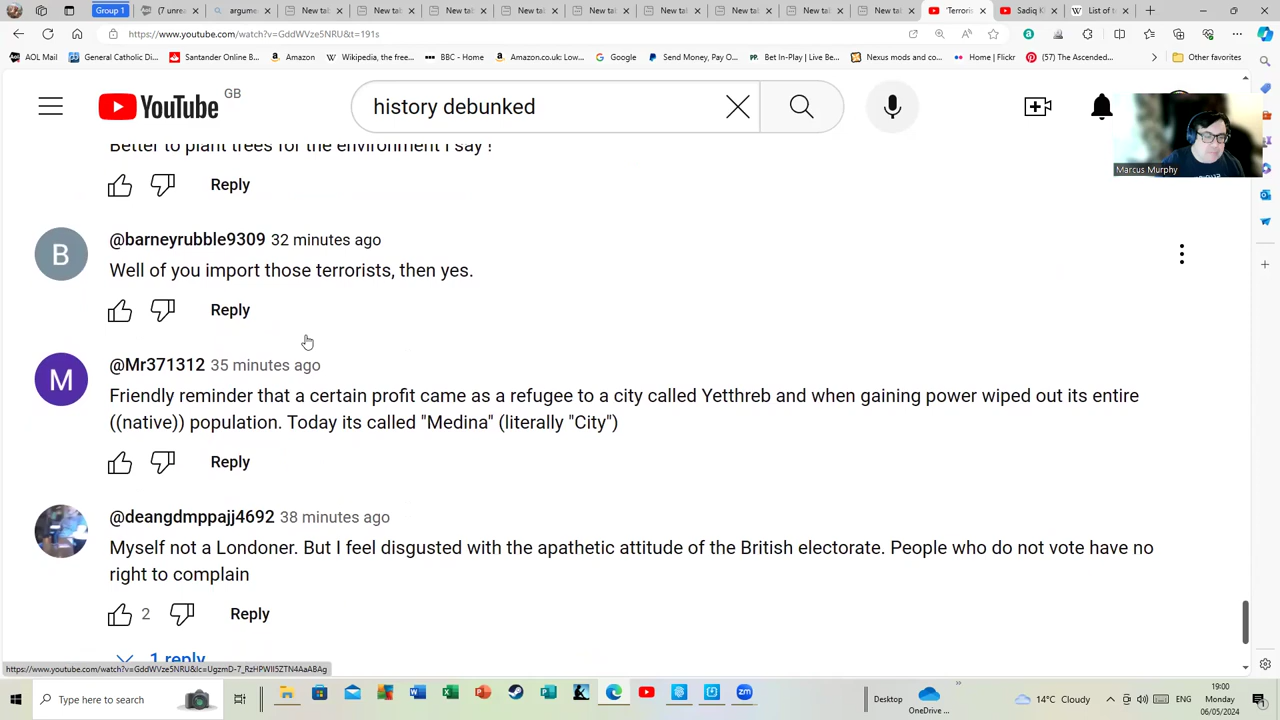 Group 1
(7 unre
argume
New tab
New tab
New tab
New tab
New tab
New tab
New tab
'Terroris
Sadiq K
List of t
https://www.youtube.com/watch?v=GddWVze5NRU&t=191s
AOL Mail
General Catholic Di...
Santander Online B...
Amazon
Wikipedia, the free...
BBC - Home
Amazon.co.uk: Low...
Google
Send Money, Pay O...
Bet In-Play | Live Be...
Nexus mods and co...
Home | Flickr
(57) The Ascended...
Other favorites
YouTube
GB
history debunked
Marcus Murphy
Better to plant trees for the environment I say !
Reply
B
@barneyrubble9309 32 minutes ago
Well of you import those terrorists, then yes.
Reply
M
@Mr371312 35 minutes ago
Friendly reminder that a certain profit came as a refugee to a city called Yetthreb and when gaining power wiped out its entire
((native)) population. Today its called "Medina" (literally "City")
Reply
@deangdmppajj4692 38 minutes ago
Myself not a Londoner. But I feel disgusted with the apathetic attitude of the British electorate. People who do not vote have no
right to complain
2
Reply
1 reply
https://www.youtube.com/watch?v=GddWVze5NRU&lc=UgzmD-7_RzHPWIl5ZTN4AaABAg
Type here to search
Desktop
OneDrive ...
14°C Cloudy
ENG
19:00
Monday
06/05/2024